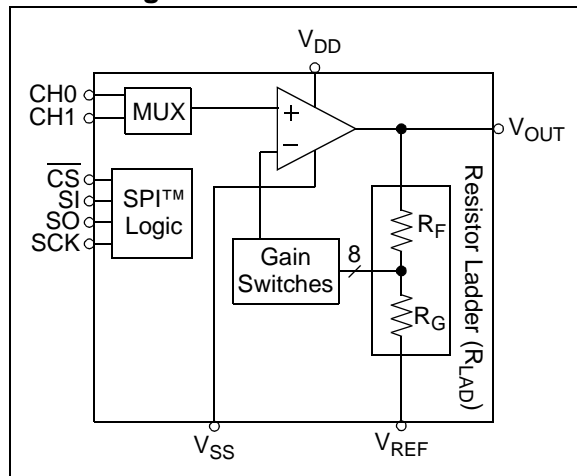 V_DD
CH0
CH1
MUX
+
−
V_OUT
C̅S̅
SI
SO
SCK
SPI™
Logic
Gain
Switches
8
R_F
R_G
Resistor Ladder (R_LAD)
V_SS
V_REF